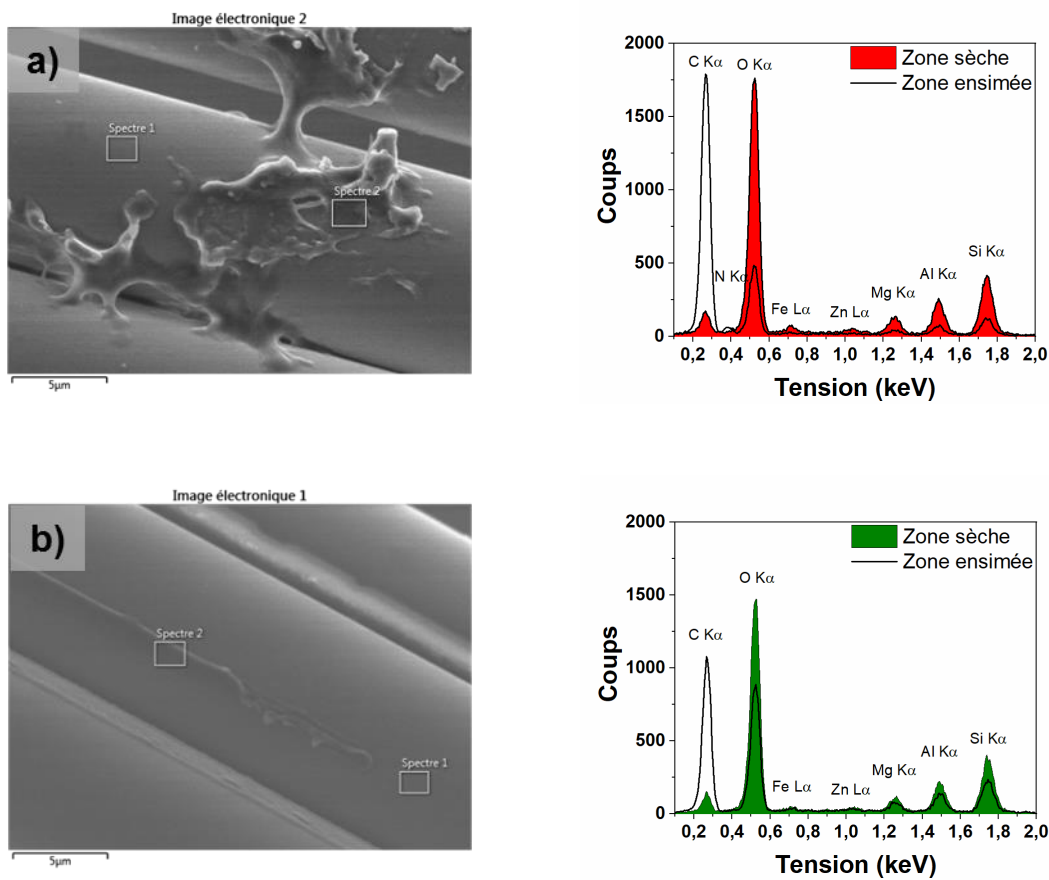 Image électronique 2
a)
Spectre 1
Spectre 2
5µm
2000
1500
1000
500
0
Coups
C Kα
O Kα
N Kα
Fe Lα
Zn Lα
Mg Kα
Al Kα
Si Kα
Zone sèche
Zone ensimée
0,2 0,4 0,6 0,8 1,0 1,2 1,4 1,6 1,8 2,0
Tension (keV)
Image électronique 1
b)
Spectre 2
Spectre 1
5µm
2000
1500
1000
500
0
Coups
C Kα
O Kα
Fe Lα
Zn Lα
Mg Kα
Al Kα
Si Kα
Zone sèche
Zone ensimée
0,2 0,4 0,6 0,8 1,0 1,2 1,4 1,6 1,8 2,0
Tension (keV)